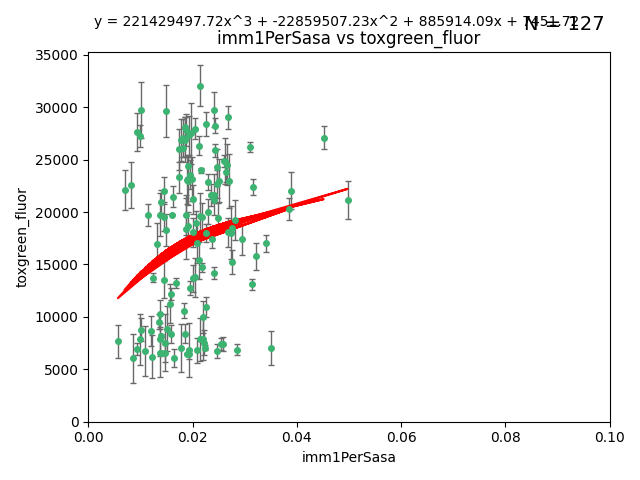 y = 221429497.72x^3 + -22859507.23x^2 + 885914.09x +
N = 127
imm1PerSasa vs toxgreen_fluor
35000
30000
25000
20000
15000
10000
5000
0
toxgreen_fluor
0.00 0.02 0.04 0.06 0.08 0.10
imm1PerSasa